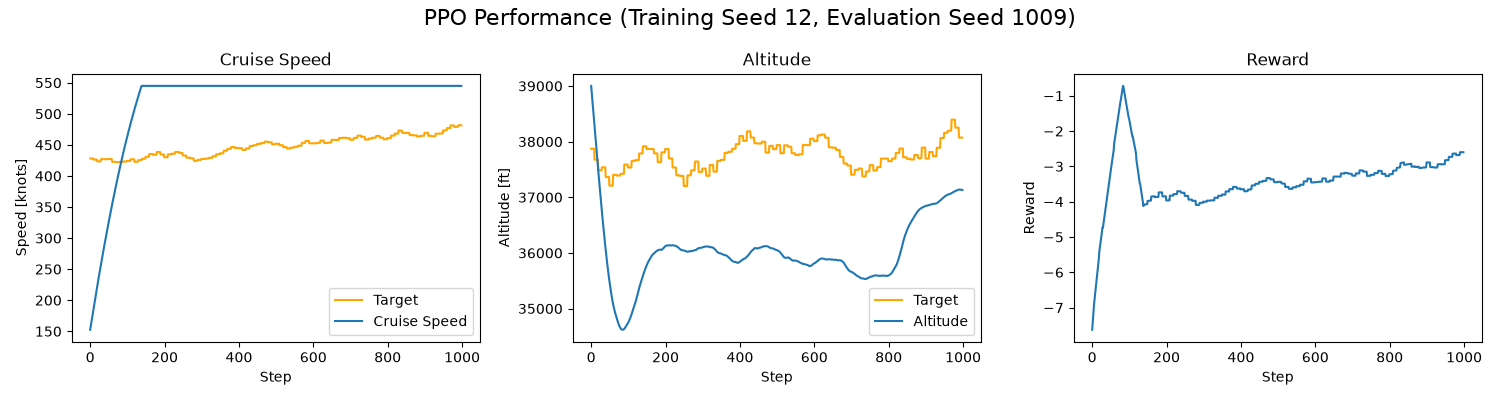 PPO Performance (Training Seed 12, Evaluation Seed 1009)
Cruise Speed
550
500
450
400
350
300
250
200
150
Speed [knots]
Target
Cruise Speed
0 200 400 600 800 1000
Step
Altitude
39000
38000
37000
36000
35000
Altitude [ft]
Target
Altitude
0 200 400 600 800 1000
Step
Reward
−1
−2
−3
−4
−5
−6
−7
Reward
0 200 400 600 800 1000
Step